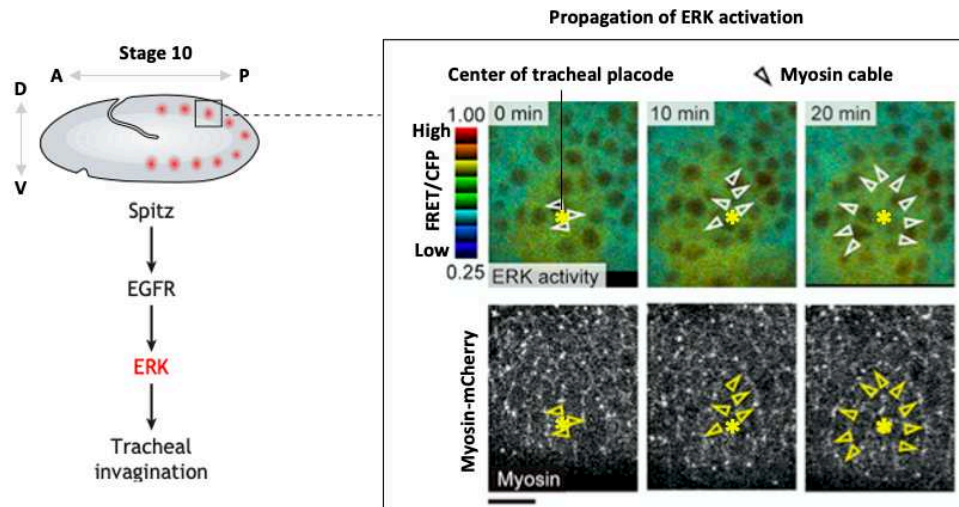 Propagation of ERK activation
Stage 10
A
P
D
V
Spitz
EGFR
ERK
Tracheal
invagination
Center of tracheal placode
Myosin cable
1.00
High
FRET/CFP
Low
0.25
0 min
10 min
20 min
ERK activity
Myosin-mCherry
Myosin